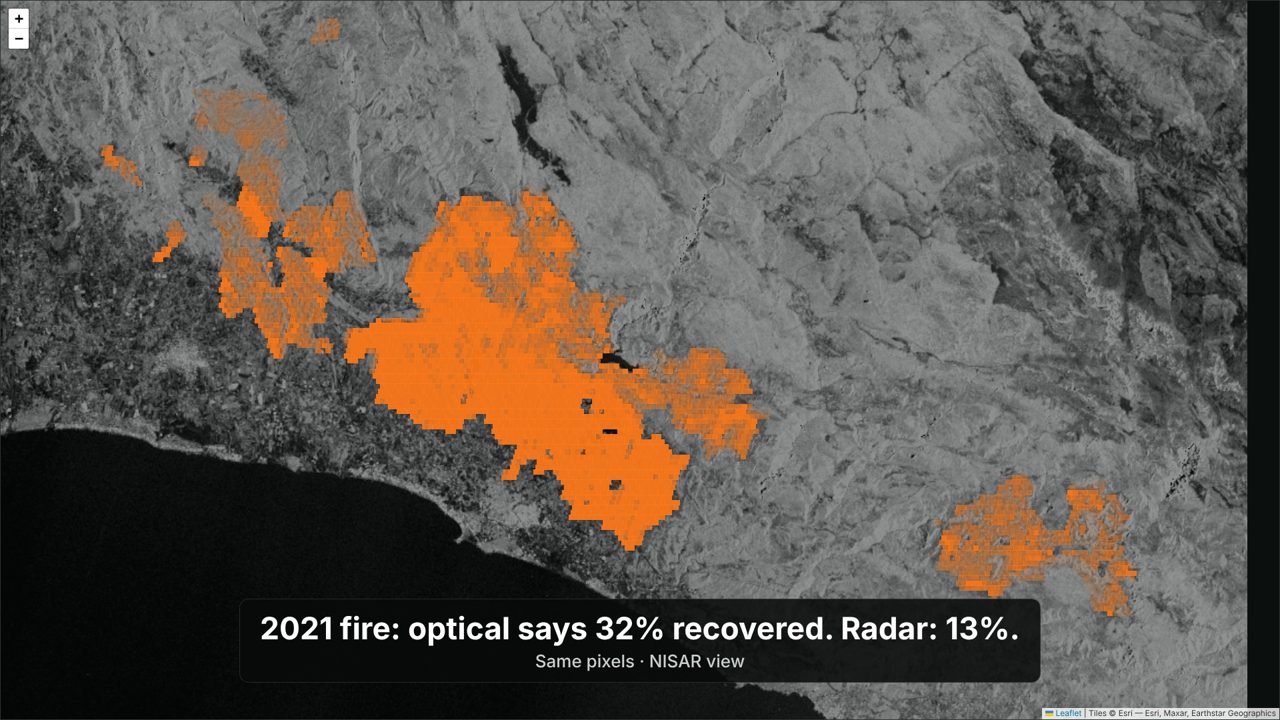 +
−
2021 fire: optical says 32% recovered. Radar: 13%.
Same pixels · NISAR view
Leaflet | Tiles © Esri — Esri, Maxar, Earthstar Geographics